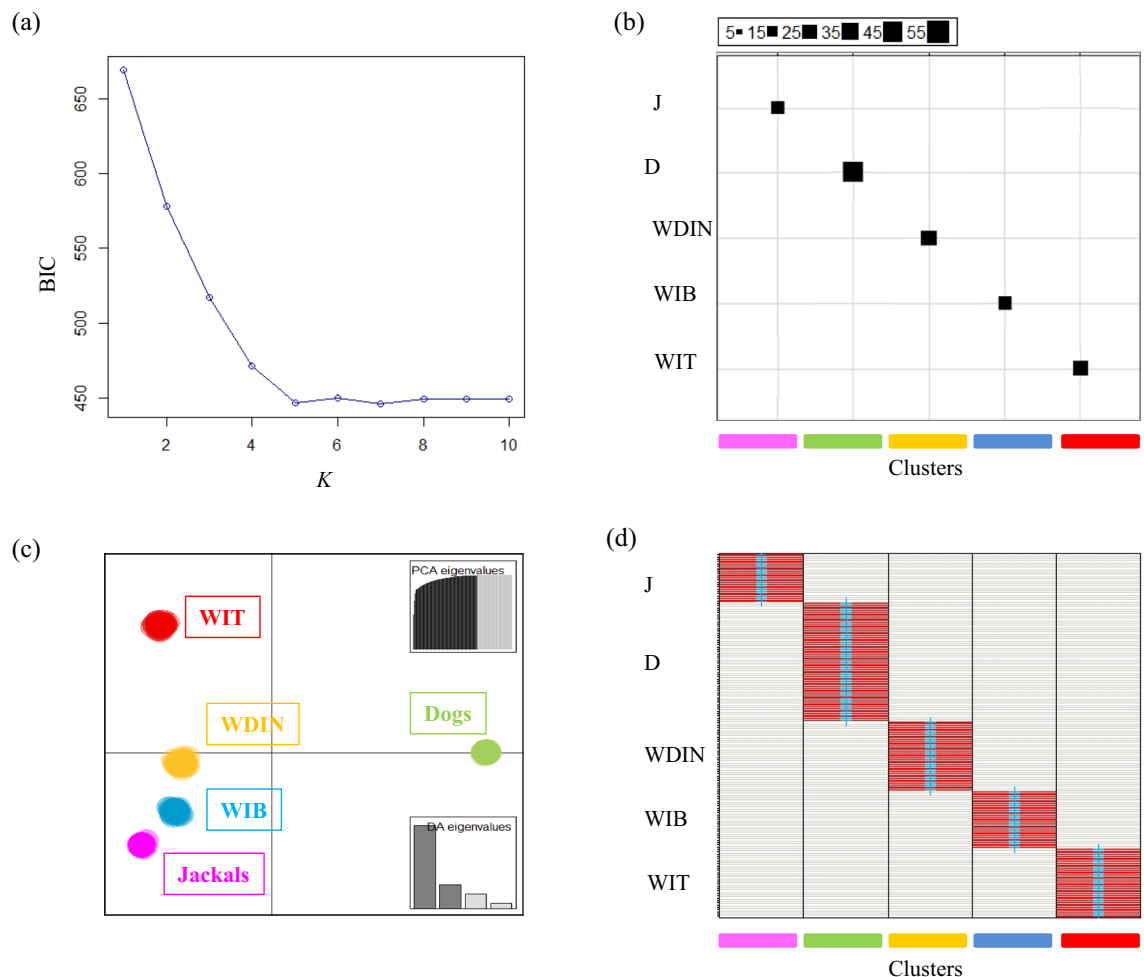 (a)
650
600
550
500
450
BIC
2 4 6 8 10
K
(b)
5 15 25 35 45 55
J
D
WDIN
WIB
WIT
Clusters
(c)
PCA eigenvalues
WIT
WDIN
Dogs
WIB
Jackals
DA eigenvalues
(d)
J
D
WDIN
WIB
WIT
Clusters